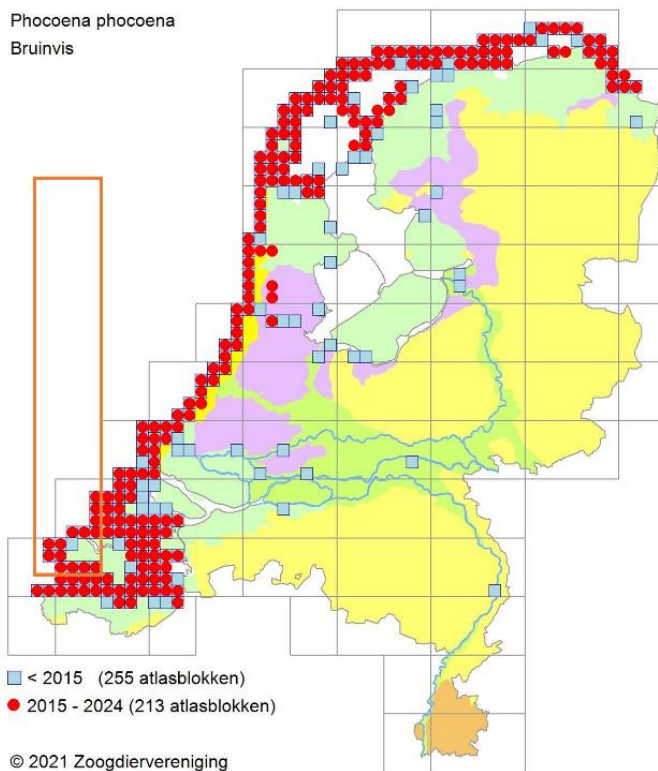 Phocoena phocoena
Bruinvis
< 2015 (255 atlasblokken)
2015 - 2024 (213 atlasblokken)
© 2021 Zoogdiervereniging